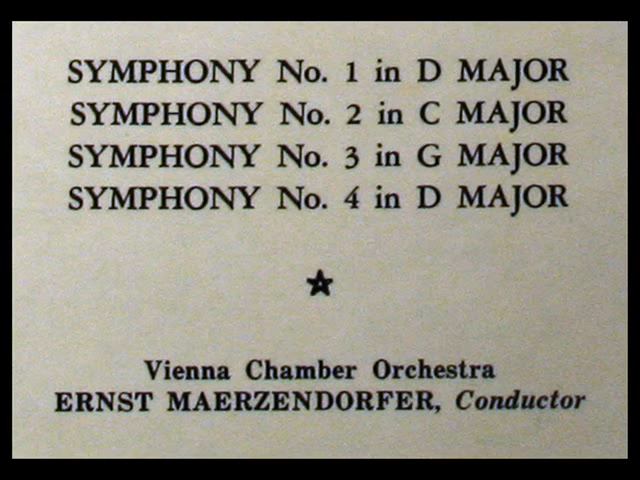 SYMPHONY No. 1 in D MAJOR
SYMPHONY No. 2 in C MAJOR
SYMPHONY No. 3 in G MAJOR
SYMPHONY No. 4 in D MAJOR
Vienna Chamber Orchestra
ERNST MAERZENDORFER, Conductor